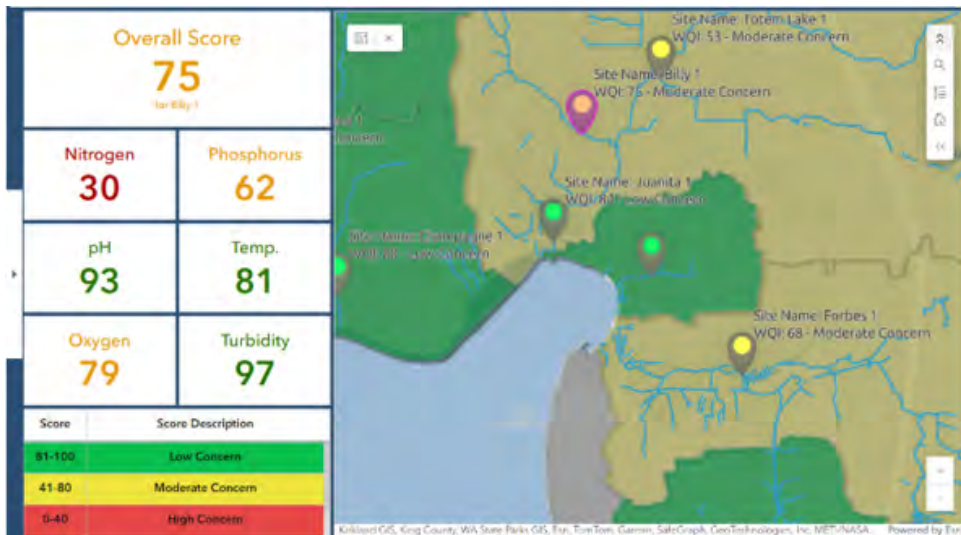 Overall Score
75
for Billy 1
Nitrogen
30
Phosphorus
62
pH
93
Temp.
81
Oxygen
79
Turbidity
97
Score Score Description
81-100 Low Concern
41-80 Moderate Concern
0-40 High Concern
Site Name: Totem Lake 1
WQI: 53 - Moderate Concern
Site Name: Billy 1
WQI: 75 - Moderate Concern
Site Name: Juanita 1
Low Concern
Site Name: Champagne 1
Low Concern
Site Name: Forbes 1
WQI: 68 - Moderate Concern
Kirkland GIS, King County, WA State Parks GIS, Esri, TomTom, Garmin, SafeGraph, GeoTechnologies, Inc, METI/NASA... Powered by Esri